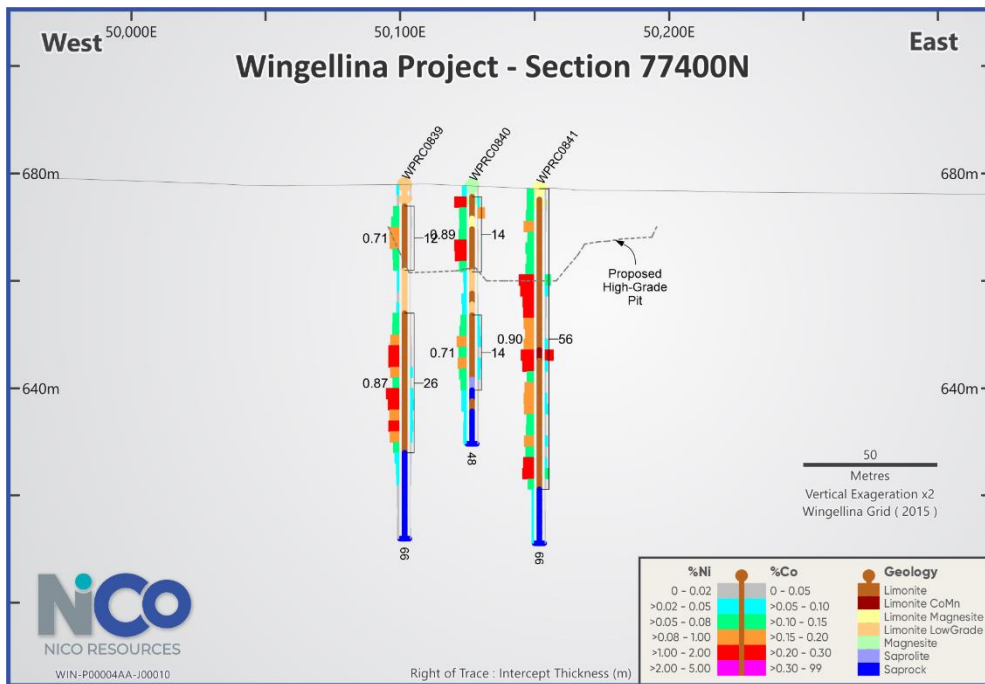 West
50,000E
50,100E
50,200E
East
Wingellina Project - Section 77400N
WPRC0839
WPRC0840
WPRC0841
680m
680m
0.71
12
0.89
14
Proposed
High-Grade
Pit
0.90
56
0.71
14
0.87
26
640m
640m
48
66
66
50
Metres
Vertical Exageration x2
Wingellina Grid ( 2015 )
%Ni %Co Geology
0 - 0.02 0 - 0.05 Limonite
>0.02 - 0.05 >0.05 - 0.10 Limonite CoMn
>0.05 - 0.08 >0.10 - 0.15 Limonite Magnesite
>0.08 - 1.00 >0.15 - 0.20 Limonite LowGrade
>1.00 - 2.00 >0.20 - 0.30 Magnesite
>2.00 - 5.00 >0.30 - 99 Saprolite
Saprock
NiCo
NICO RESOURCES
WIN-P00004AA-J00010
Right of Trace : Intercept Thickness (m)